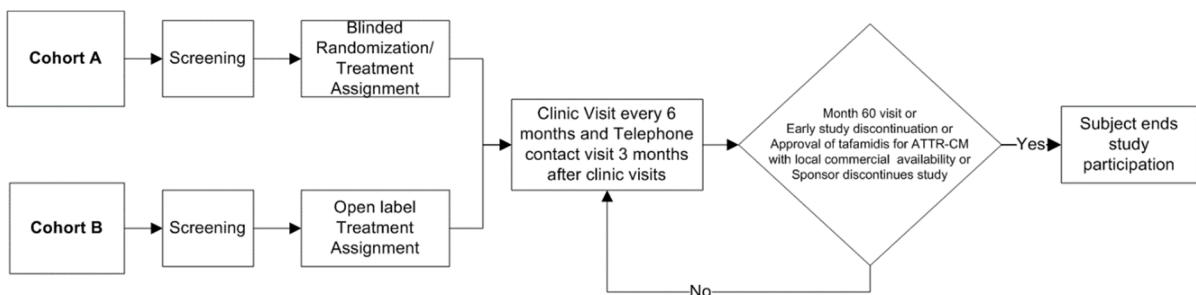 Cohort A
Screening
Blinded
Randomization/
Treatment
Assignment
Cohort B
Screening
Open label
Treatment
Assignment
Clinic Visit every 6
months and Telephone
contact visit 3 months
after clinic visits
Month 60 visit or
Early study discontinuation or
Approval of tafamidis for ATTR-CM
with local commercial availability or
Sponsor discontinues study
Yes
Subject ends
study
participation
No